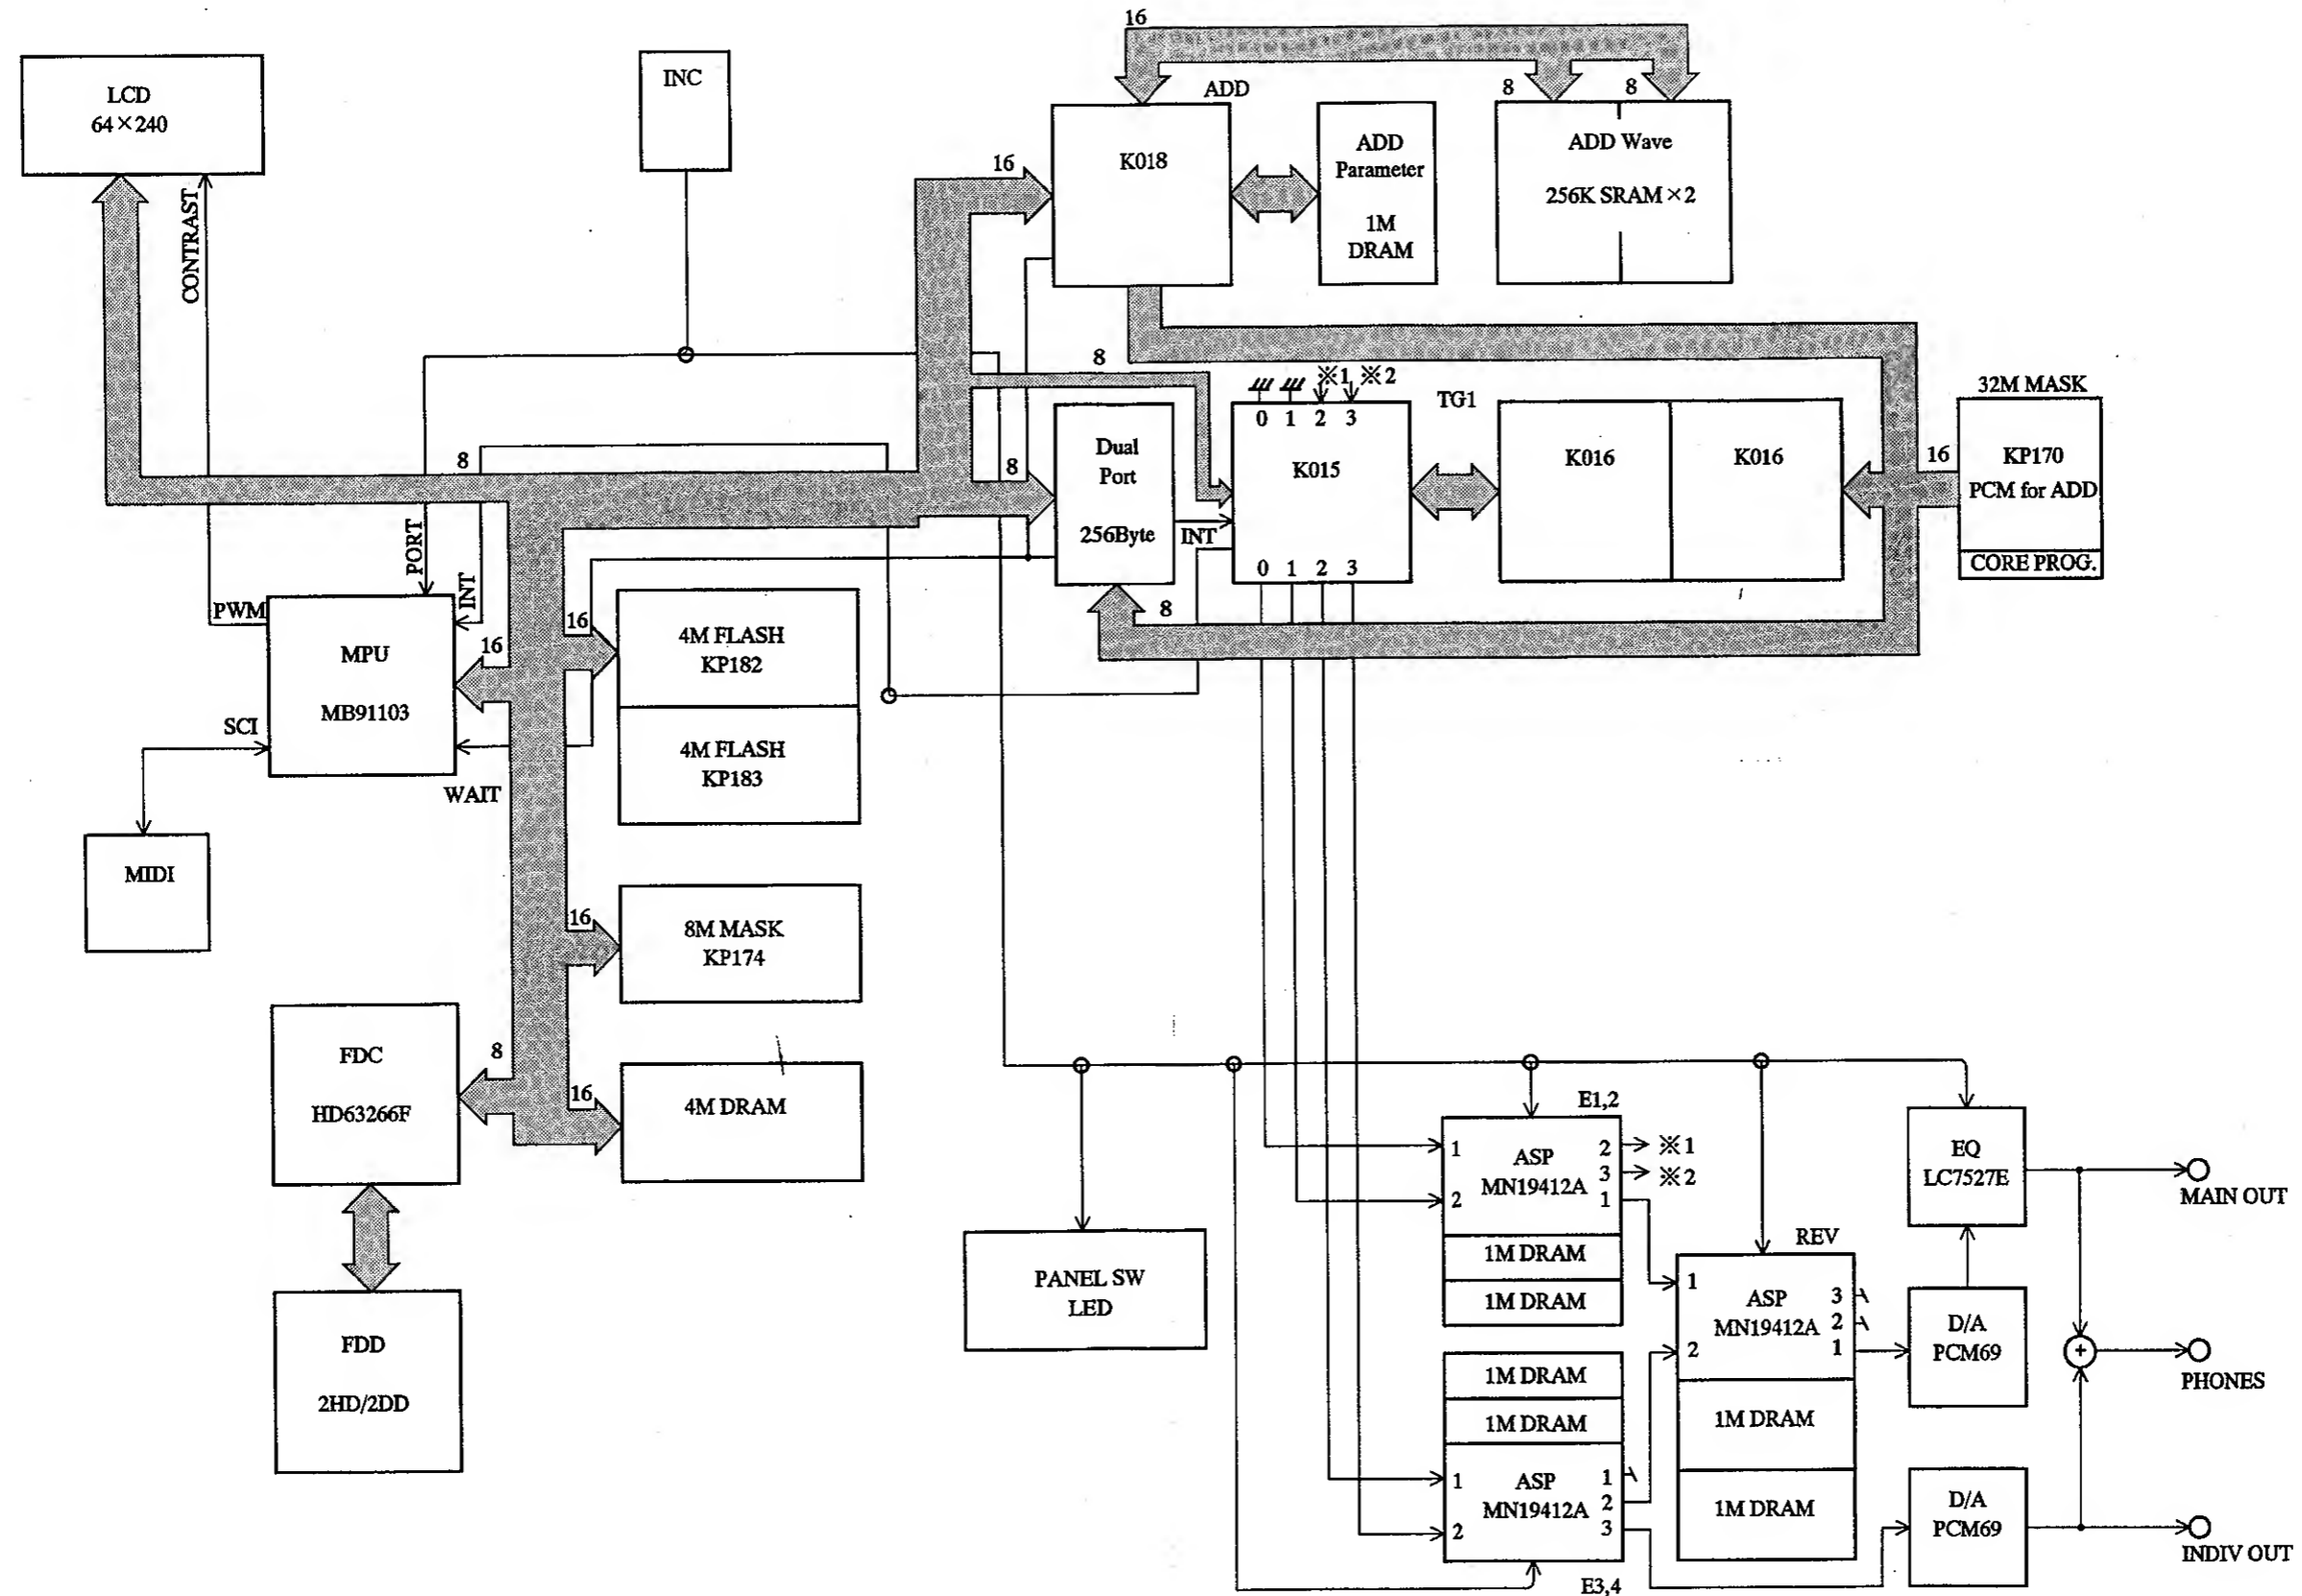 16
LCD
64×240
CONTRAST
INC
ADD
16
K018
ADD
Parameter
1M
DRAM
8
8
ADD Wave
256K SRAM×2
8
※1
※2
TG1
0 1 2 3
K015
0 1 2 3
Dual
Port
256Byte
INT
8
8
K016
K016
16
32M MASK
KP170
PCM for ADD
CORE PROG.
8
PORT
INT
PWM
16
MPU
MB91103
SCI
WAIT
MIDI
16
4M FLASH
KP182
4M FLASH
KP183
16
8M MASK
KP174
16
4M DRAM
8
FDC
HD63266F
FDD
2HD/2DD
PANEL SW
LED
E1,2
1
2
ASP
MN19412A
2
3
1
※1
※2
1M DRAM
1M DRAM
1M DRAM
1M DRAM
1
2
ASP
MN19412A
1
2
3
E3,4
REV
1
2
ASP
MN19412A
3
2
1
1M DRAM
1M DRAM
EQ
LC7527E
D/A
PCM69
D/A
PCM69
MAIN OUT
PHONES
INDIV OUT